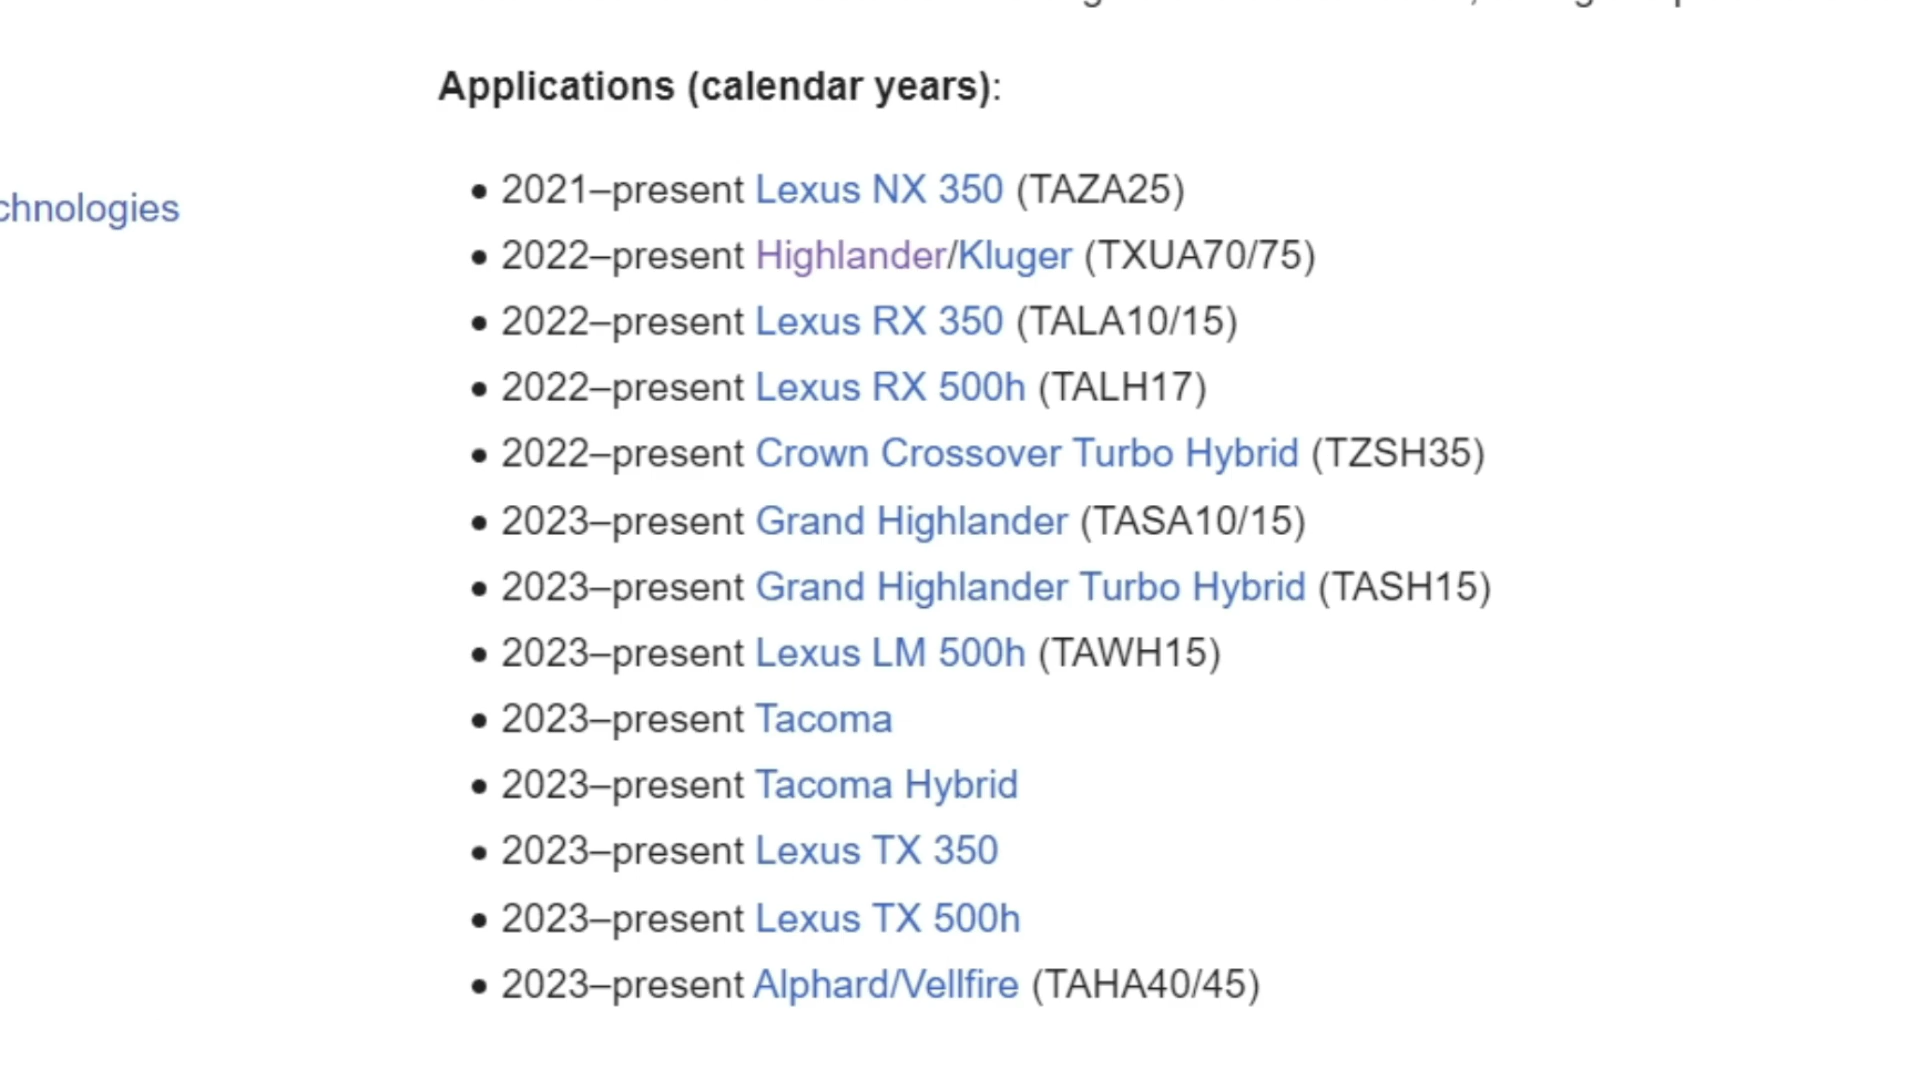 Applications (calendar years):
chnologies
• 2021–present Lexus NX 350 (TAZA25)
• 2022–present Highlander/Kluger (TXUA70/75)
• 2022–present Lexus RX 350 (TALA10/15)
• 2022–present Lexus RX 500h (TALH17)
• 2022–present Crown Crossover Turbo Hybrid (TZSH35)
• 2023–present Grand Highlander (TASA10/15)
• 2023–present Grand Highlander Turbo Hybrid (TASH15)
• 2023–present Lexus LM 500h (TAWH15)
• 2023–present Tacoma
• 2023–present Tacoma Hybrid
• 2023–present Lexus TX 350
• 2023–present Lexus TX 500h
• 2023–present Alphard/Vellfire (TAHA40/45)